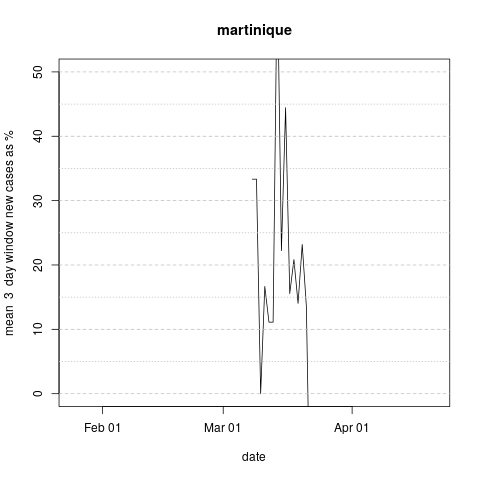 martinique
mean 3 day window new cases as %
50
40
30
20
10
0
Feb 01
Mar 01
Apr 01
date